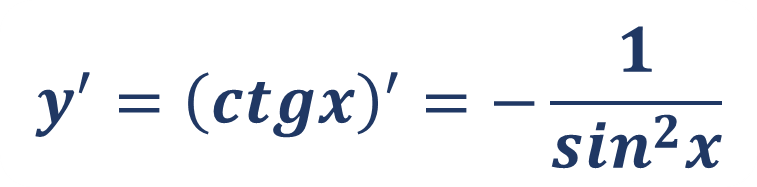 y′ = (ctgx)′ = − 1/sin²x